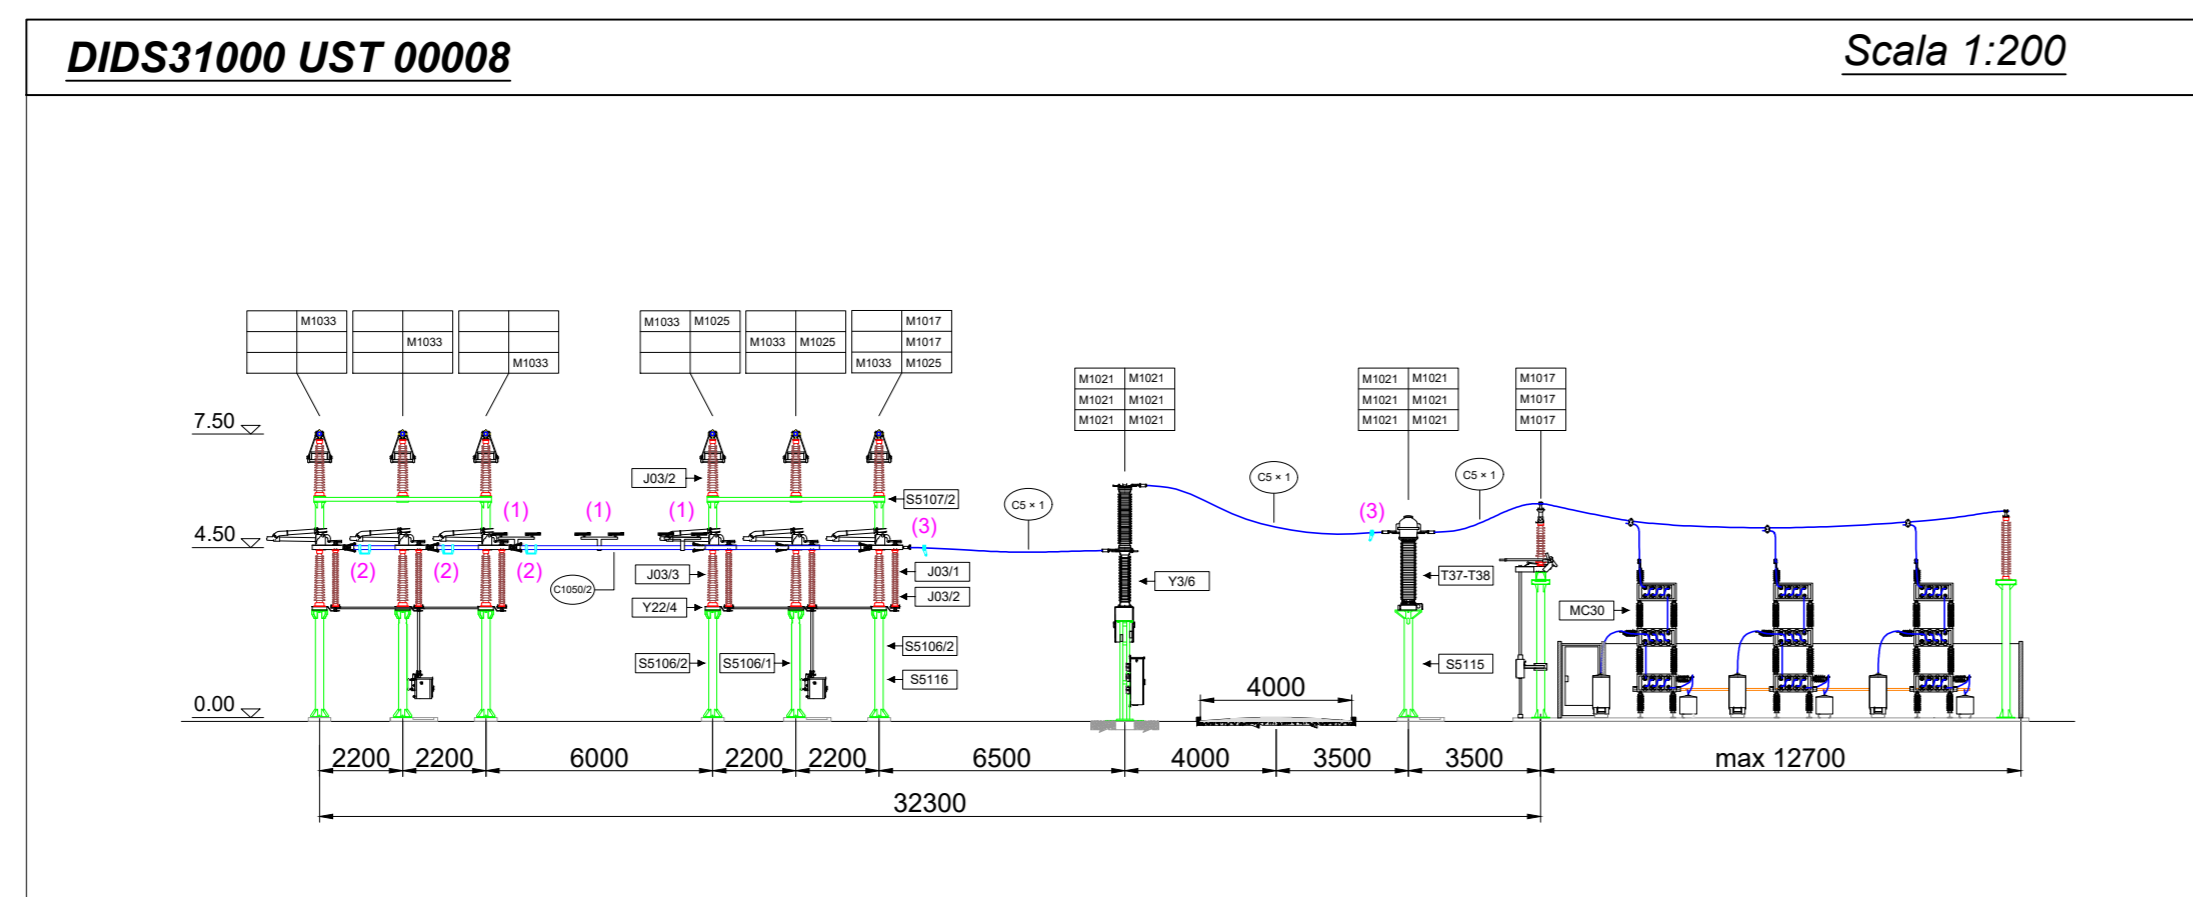 DIDS31000 UST 00008
Scala 1:200
M1033
M1033
M1033
M1033 M1025
M1033 M1025
M1017
M1017
M1033 M1025
M1021 M1021
M1021 M1021
M1021 M1021
M1021 M1021
M1021 M1021
M1021 M1021
M1017
M1017
M1017
7.50
4.50
0.00
J03/2
S5107/2
(1)
(1)
(1)
(3)
(2)
(2)
(2)
C1050/2
J03/3
Y22/4
S5106/2
S5106/1
J03/1
J03/2
S5106/2
S5116
C5 × 1
Y3/6
C5 × 1
(3)
C5 × 1
T37-T38
S5115
MC30
4000
2200
2200
6000
2200
2200
6500
4000
3500
3500
max 12700
32300